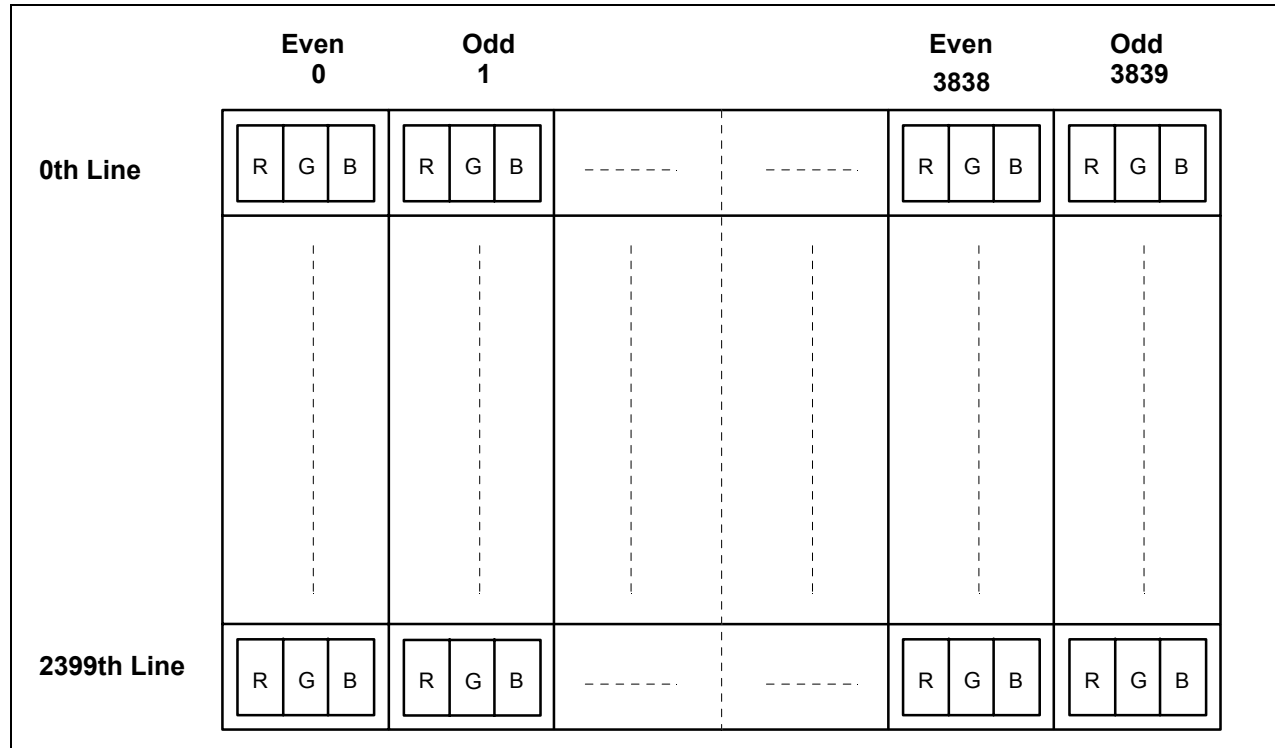 Even Odd Even Odd
0 1 3838 3839
0th Line R G B R G B R G B R G B
2399th Line R G B R G B R G B R G B